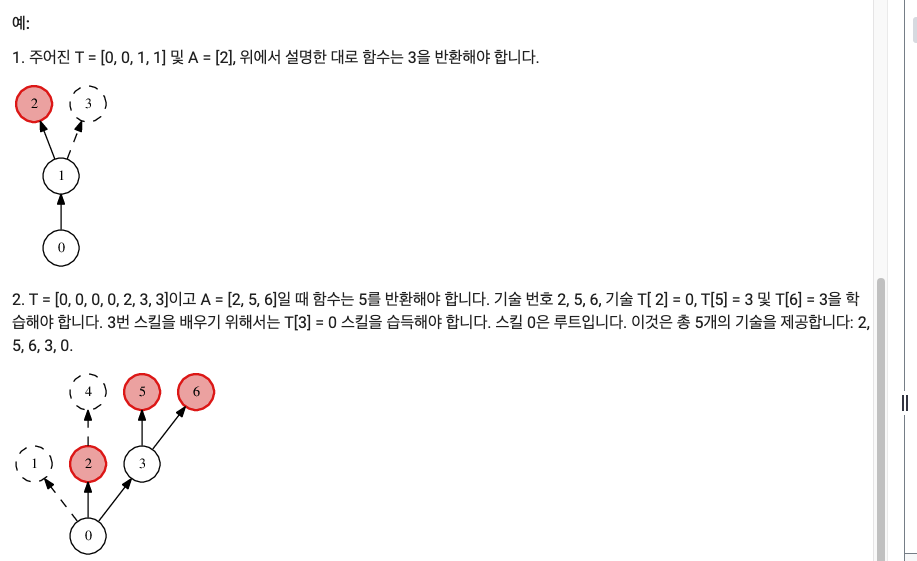 예:
1. 주어진 T = [0, 0, 1, 1] 및 A = [2], 위에서 설명한 대로 함수는 3을 반환해야 합니다.
2 3
1
0
2. T = [0, 0, 0, 0, 2, 3, 3]이고 A = [2, 5, 6]일 때 함수는 5를 반환해야 합니다. 기술 번호 2, 5, 6, 기술 T[ 2] = 0, T[5] = 3 및 T[6] = 3을 학
습해야 합니다. 3번 스킬을 배우기 위해서는 T[3] = 0 스킬을 습득해야 합니다. 스킬 0은 루트입니다. 이것은 총 5개의 기술을 제공합니다: 2,
5, 6, 3, 0.
4 5 6
1 2 3
0